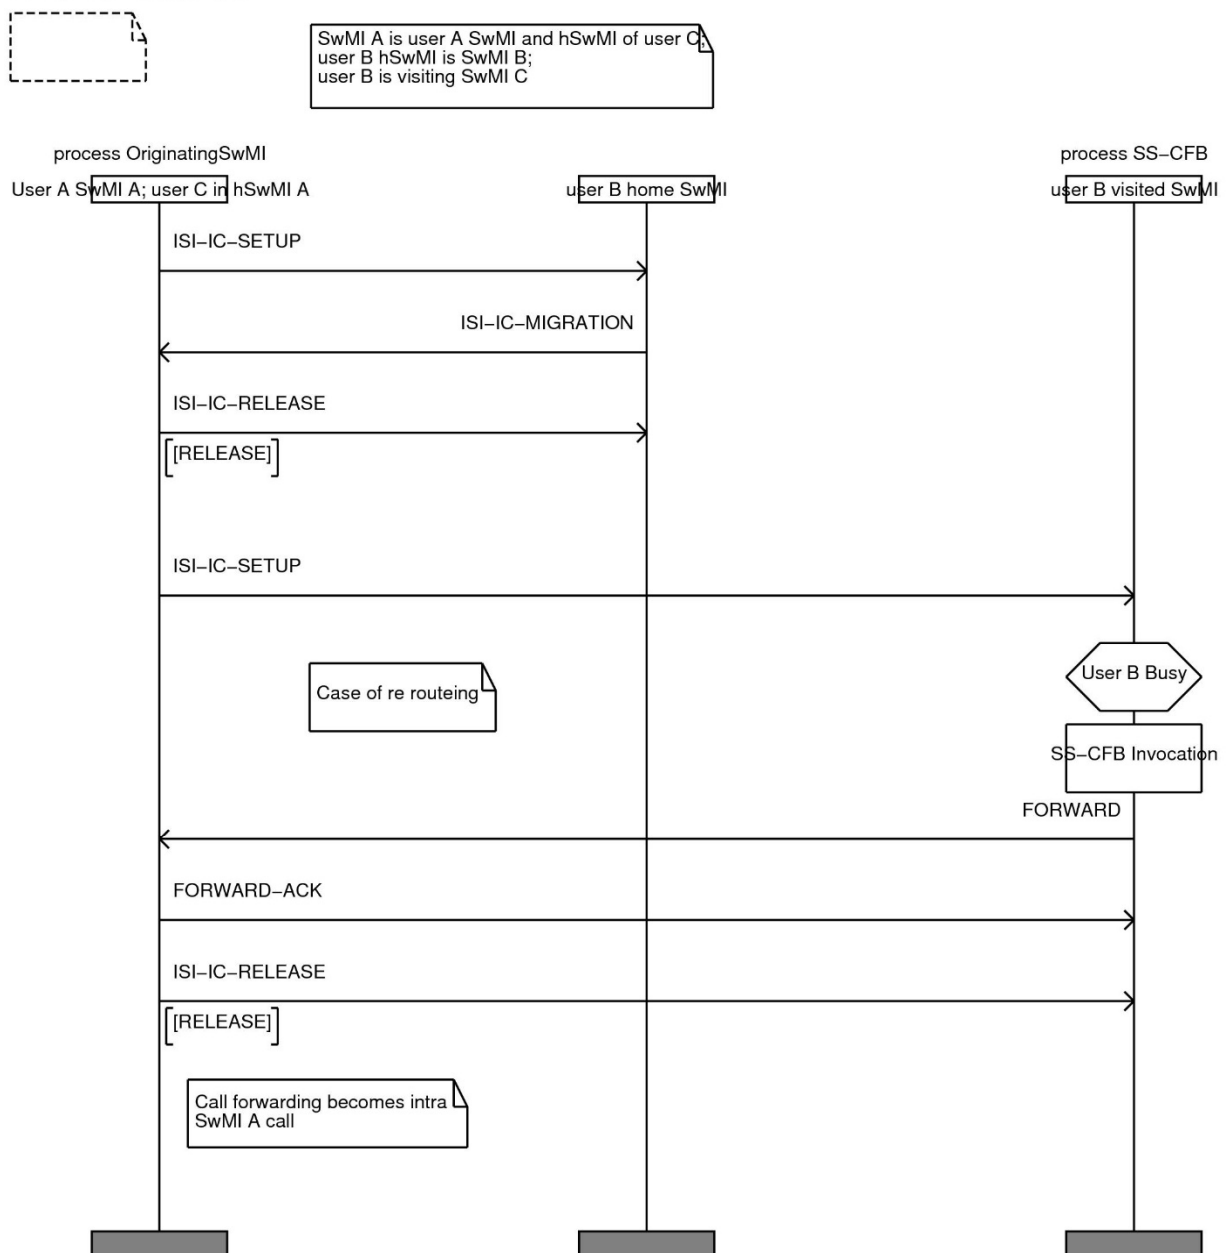 SwMI A is user A SwMI and hSwMI of user C;
user B hSwMI is SwMI B;
user B is visiting SwMI C
process OriginatingSwMI
process SS–CFB
User A SwMI A; user C in hSwMI A
user B home SwMI
user B visited SwMI
ISI–IC–SETUP
ISI–IC–MIGRATION
ISI–IC–RELEASE
[RELEASE]
ISI–IC–SETUP
User B Busy
Case of re routeing
SS–CFB Invocation
FORWARD
FORWARD–ACK
ISI–IC–RELEASE
[RELEASE]
Call forwarding becomes intra
SwMI A call